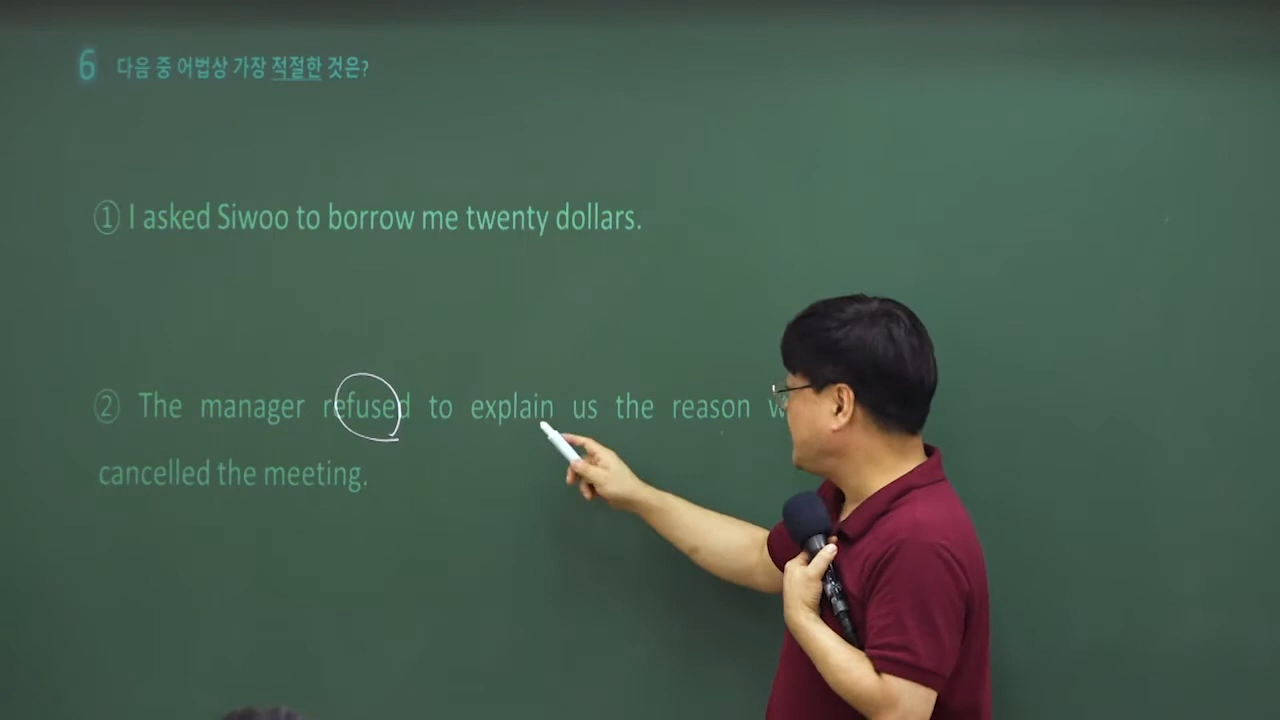 6 다음 중 어법상 가장 적절한 것은?
① I asked Siwoo to borrow me twenty dollars.
② The manager refused to explain us the reason
cancelled the meeting.